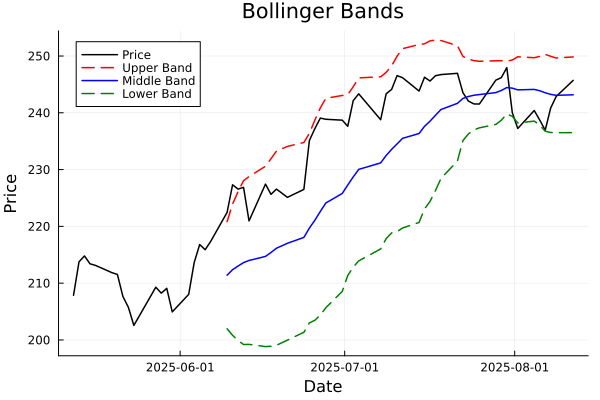 Bollinger Bands
Price
Upper Band
Middle Band
Lower Band
250
240
230
220
210
200
Price
2025-06-01
2025-07-01
2025-08-01
Date